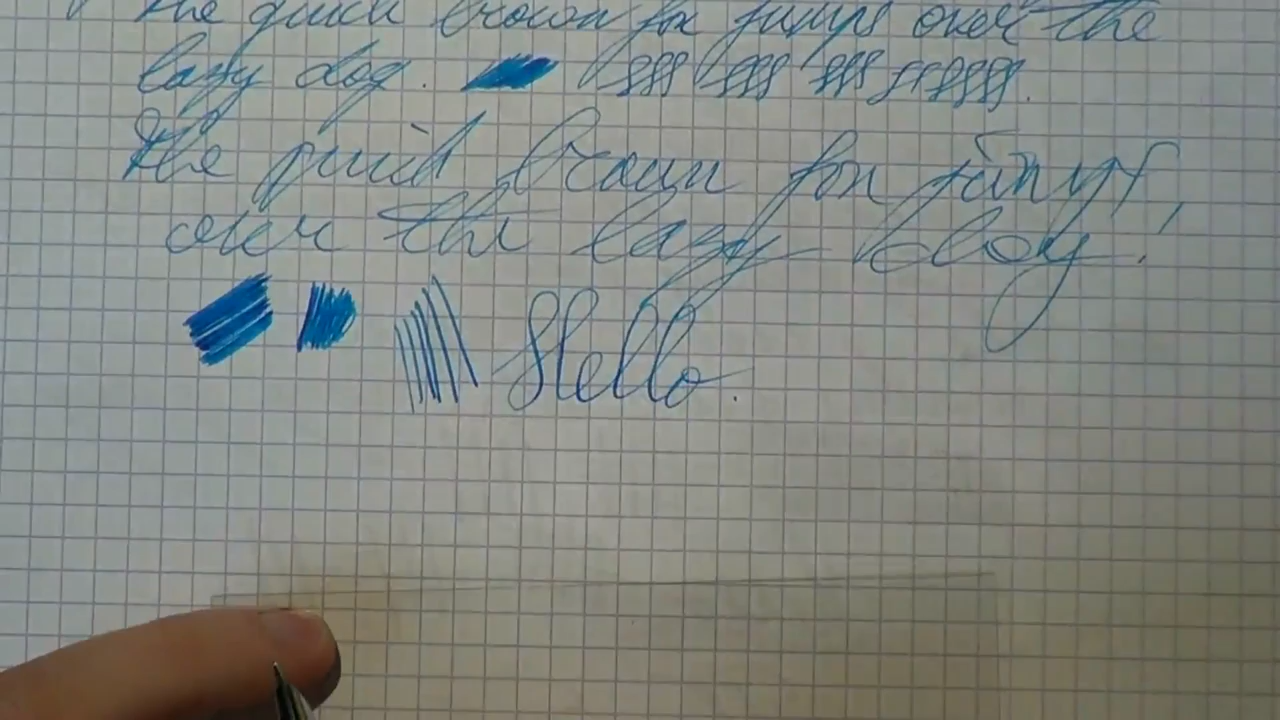 the quick brown fox jumps over the
lazy dog.
The quick brown fox jumps
over the lazy dog!
Hello.